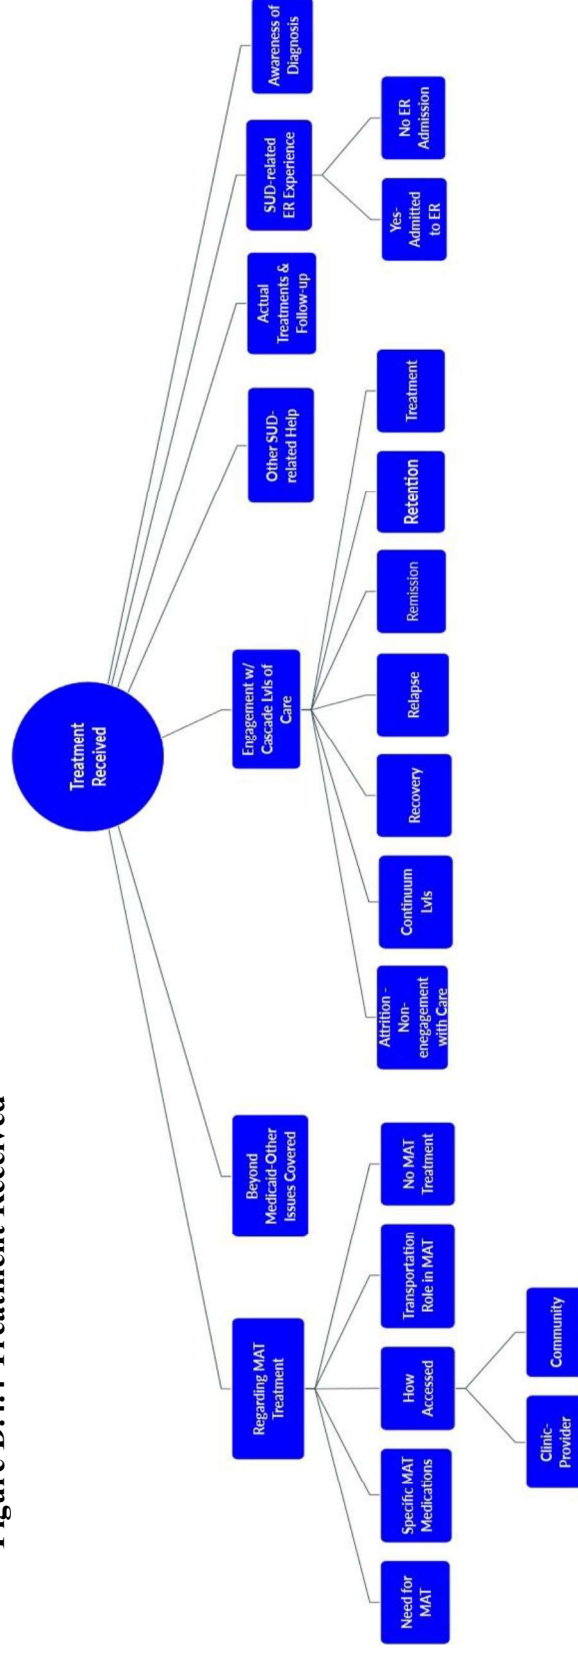 Figure Treatment Received
Treatment
Received
Regarding MAT
Treatment
Beyond
Medicaid-Other
Issues Covered
Engagement w/
Cascade Lvls of
Care
Other SUD-
related Help
Actual
Treatments &
Follow-up
SUD-related
ER Experience
Awareness of
Diagnosis
Need for
MAT
Specific MAT
Medications
How
Accessed
Transportation
Role in MAT
No MAT
Treatment
Attrition -
Non-
enegagement
with Care
Continuum
Lvls
Recovery
Relapse
Remission
Retention
Treatment
Yes-
Admitted
to ER
No ER
Admission
Clinic-
Provider
Community